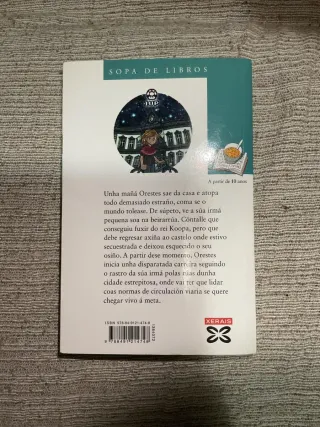 SOPA DE LIBROS
A partir de 10 anos
Unha mañá Orestes sae da casa e atopa
todo demasiado estraño, coma se o
mundo tolease. De súpeto, ve a súa irmá
pequena soa na beirarrúa. Cóntalle que
conseguiu fuxir do rei Koopa, pero que
debe regresar axiña ao castelo onde estivo
secuestrada e deixou esquecido o seu
osiño. A partir dese momento, Orestes
inicia unha disparatada carreira seguindo
o rastro da súa irmá polas rúas dunha
cidade estrepitosa, onde vai ter que lidar
coas normas de circulación viaria se quere
chegar vivo á meta.
XERAIS